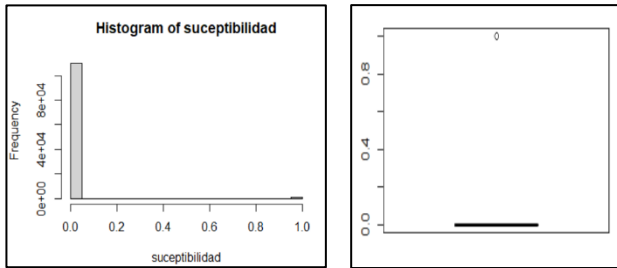 Histogram of suceptibilidad
Frequency
0e+00 4e+04 8e+04
0.0 0.2 0.4 0.6 0.8 1.0
suceptibilidad
0.0 0.4 0.8